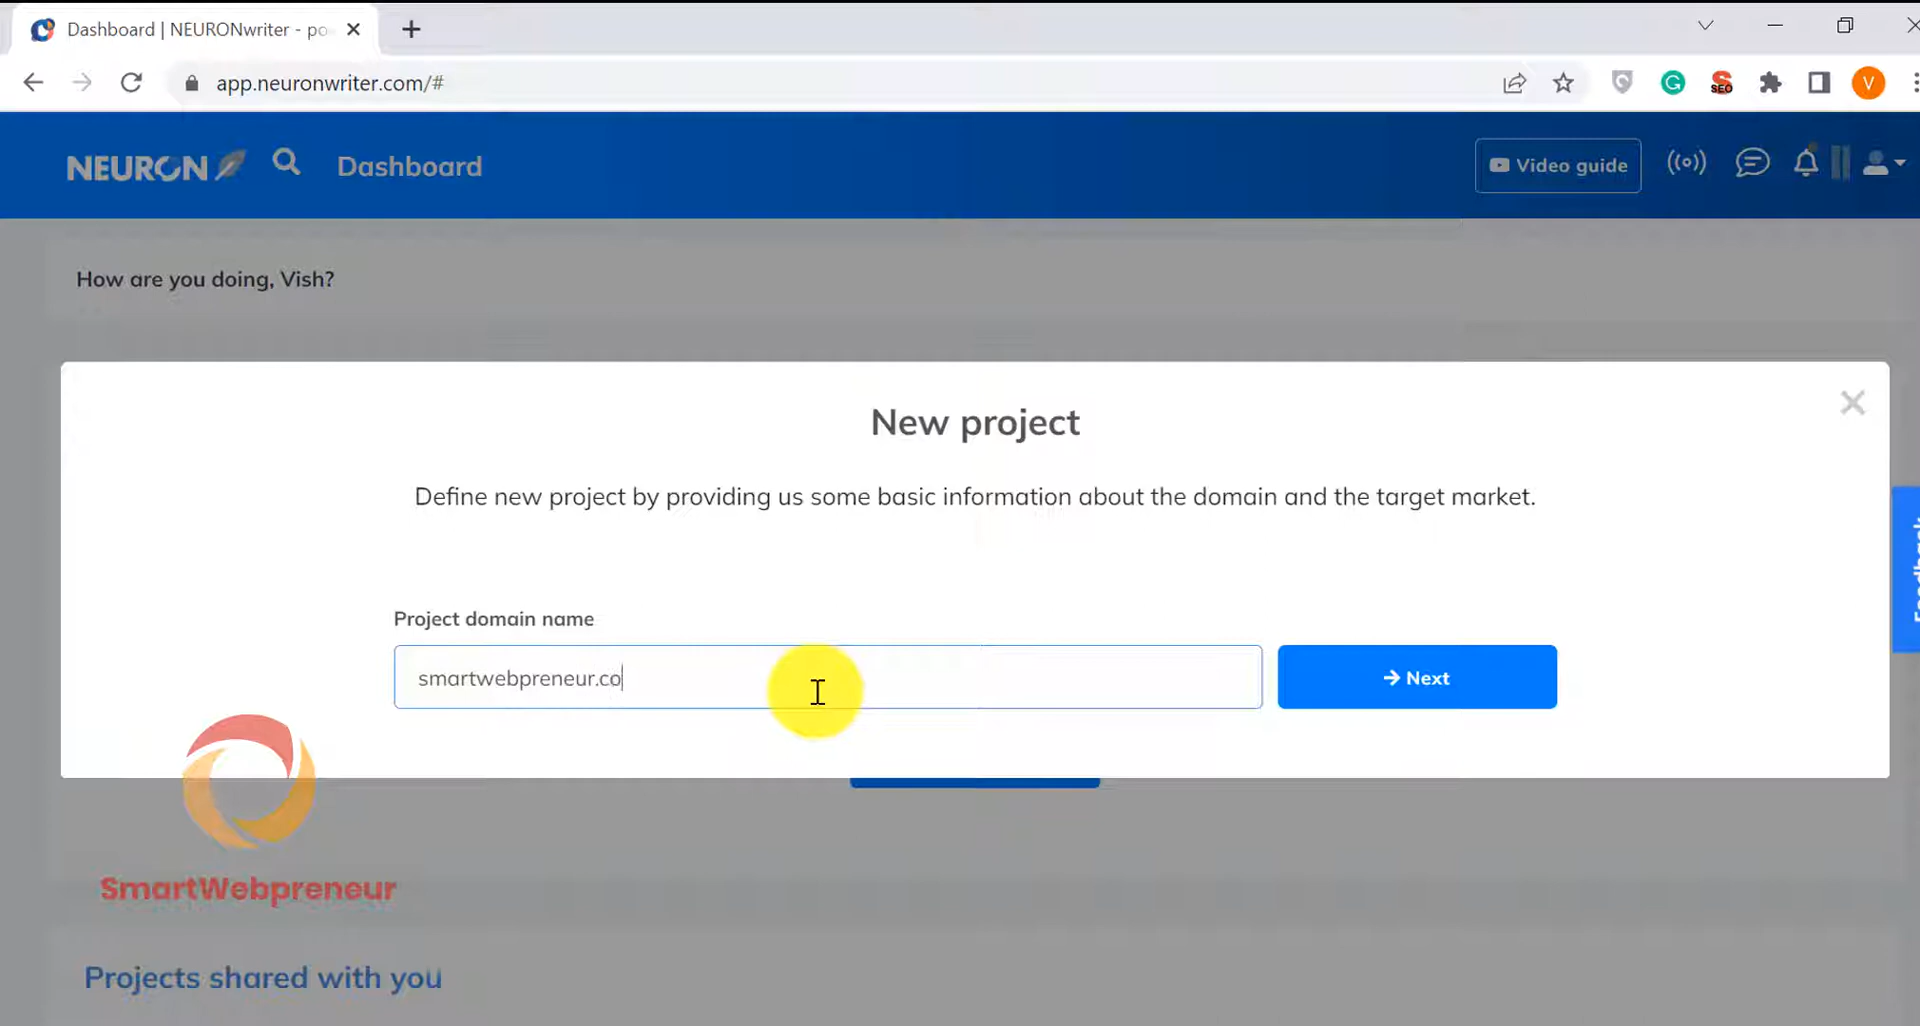 Dashboard | NEURONwriter - po
app.neuronwriter.com/#
SEO
V
NEURON
Dashboard
Video guide
How are you doing, Vish?
New project
Define new project by providing us some basic information about the domain and the target market.
Project domain name
smartwebpreneur.co
Next
SmartWebpreneur
Projects shared with you